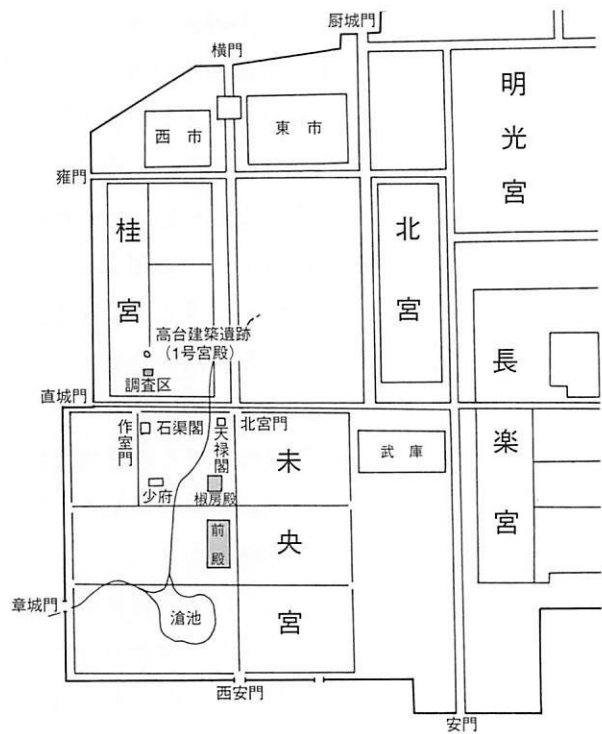 厨城門
横門
明光宮
西市
東市
雍門
桂宮
北宮
高台建築遺跡
(1号宮殿)
調査区
長楽宮
直城門
作室門
石渠閣
天禄閣
北宮門
未央宮
武庫
少府
椒房殿
前殿
章城門
滄池
西安門
安門